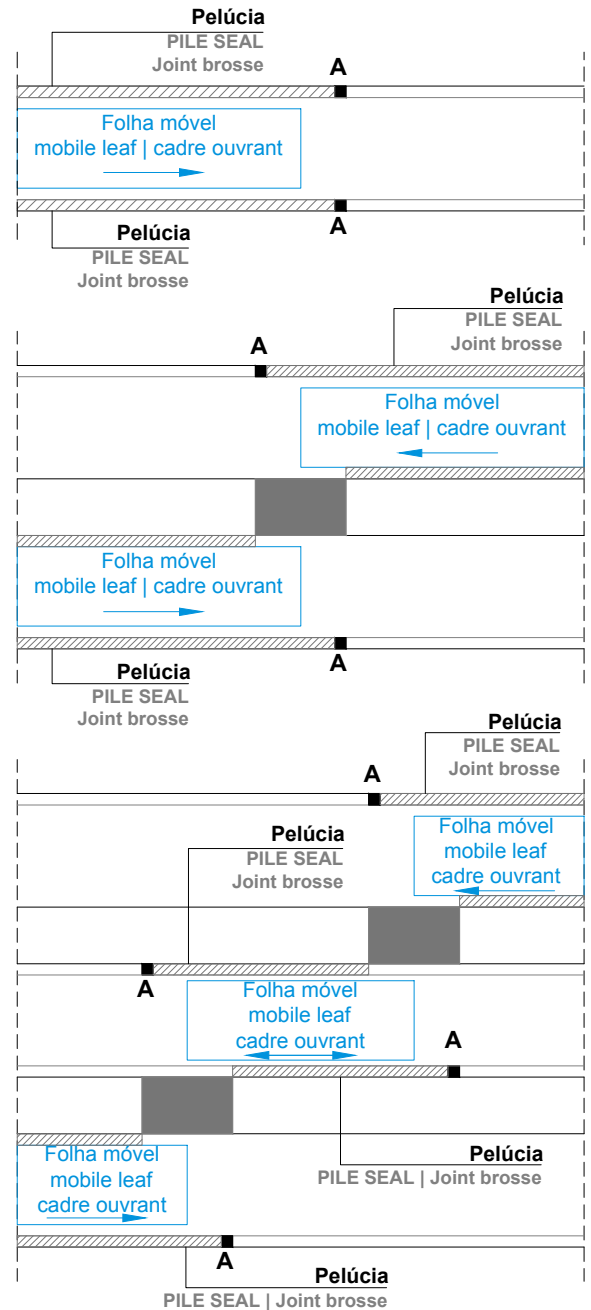 Pelúcia
PILE SEAL
Joint brosse
A
Folha móvel
mobile leaf | cadre ouvrant
A
Pelúcia
PILE SEAL
Joint brosse
Pelúcia
PILE SEAL
Joint brosse
A
Folha móvel
mobile leaf | cadre ouvrant
Folha móvel
mobile leaf | cadre ouvrant
A
Pelúcia
PILE SEAL
Joint brosse
Pelúcia
PILE SEAL
Joint brosse
A
Folha móvel
mobile leaf
cadre ouvrant
Pelúcia
PILE SEAL
Joint brosse
A
Folha móvel
mobile leaf
cadre ouvrant
A
Folha móvel
mobile leaf
cadre ouvrant
Pelúcia
PILE SEAL | Joint brosse
A
Pelúcia
PILE SEAL | Joint brosse